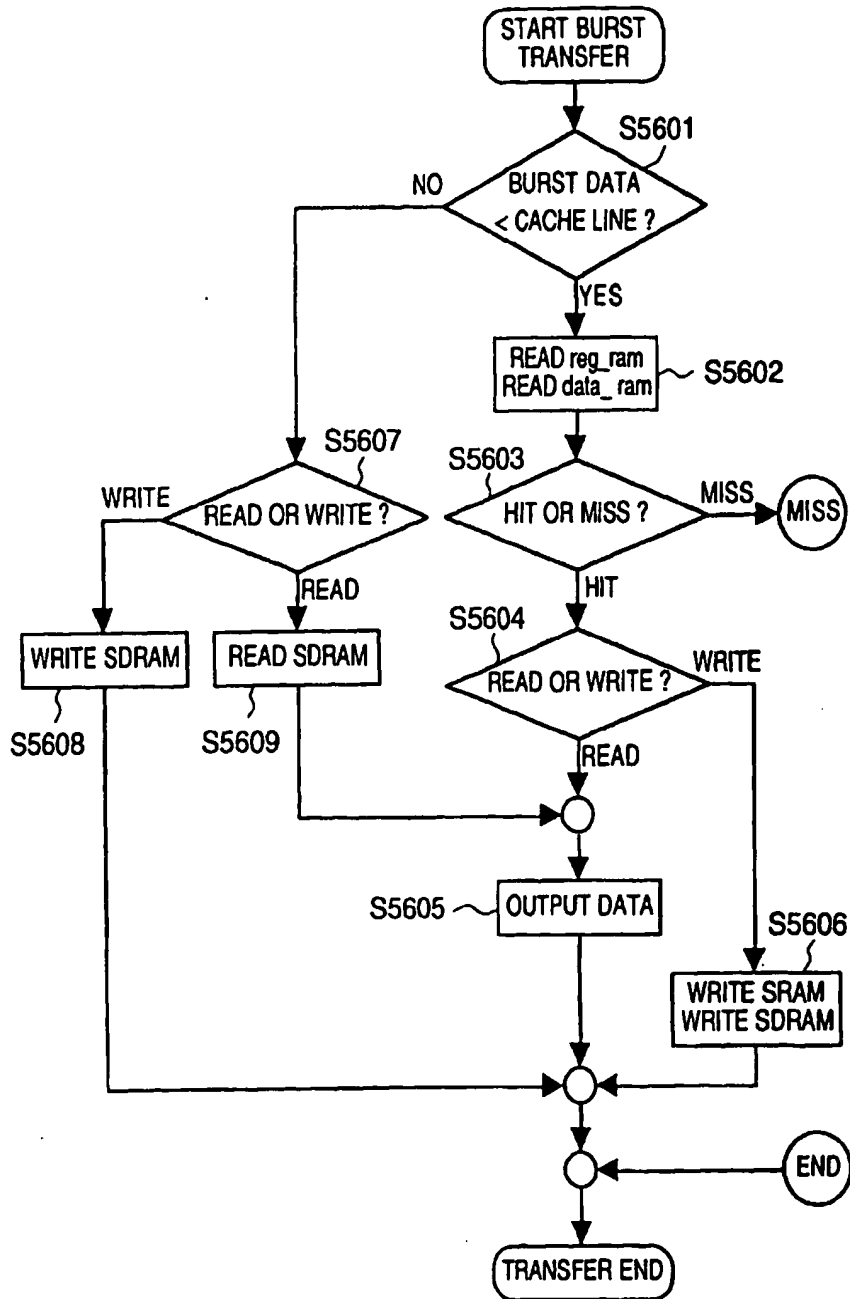 START BURST
TRANSFER
S5601
NO
BURST DATA
< CACHE LINE ?
YES
READ reg_ram
READ data_ ram
S5602
S5607
S5603
WRITE
READ OR WRITE ?
HIT OR MISS ?
MISS
MISS
READ
HIT
S5604
WRITE SDRAM
READ SDRAM
READ OR WRITE ?
WRITE
S5608
S5609
READ
S5605
OUTPUT DATA
S5606
WRITE SRAM
WRITE SDRAM
END
TRANSFER END